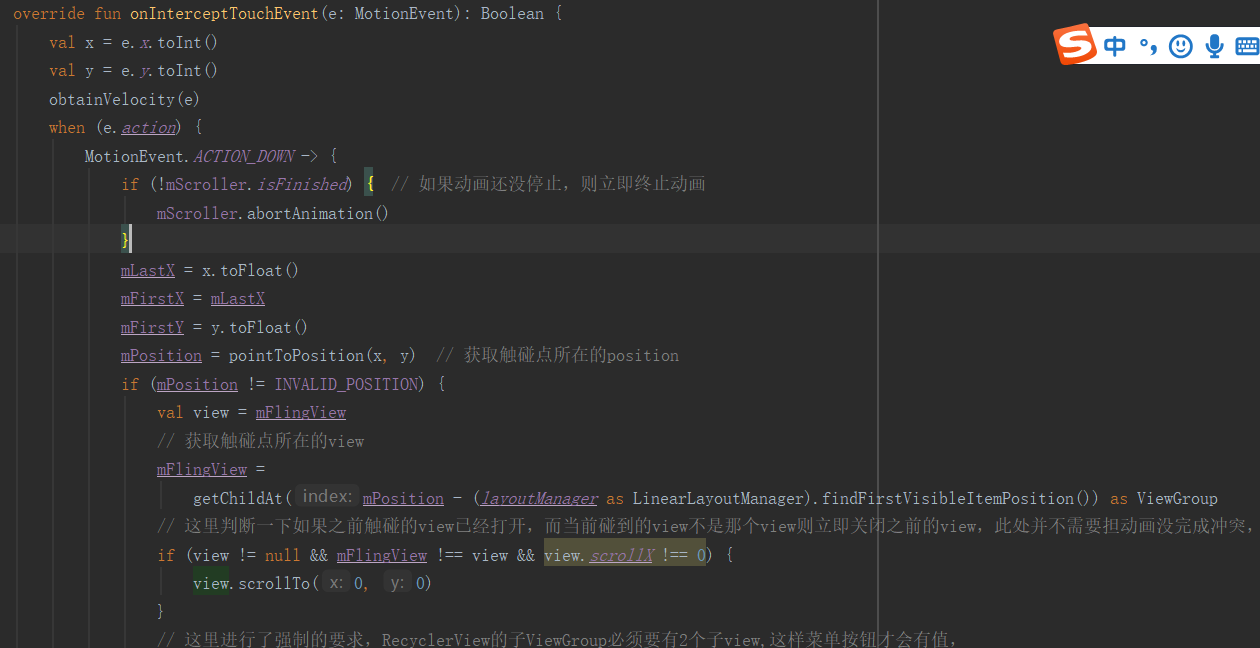 override fun onInterceptTouchEvent(e: MotionEvent): Boolean {
val x = e.x.toInt()
中
val y = e.y.toInt()
obtainVelocity(e)
when (e.action) {
MotionEvent.ACTION_DOWN -> {
if (!mScroller.isFinished) { // 如果动画还没停止，则立即终止动画
mScroller.abortAnimation()
}
mLastX = x.toFloat()
mFirstX = mLastX
mFirstY = y.toFloat()
mPosition = pointToPosition(x, y) // 获取触碰点所在的position
if (mPosition != INVALID_POSITION) {
val view = mFlingView
// 获取触碰点所在的view
mFlingView =
getChildAt( index: mPosition - (layoutManager as LinearLayoutManager).findFirstVisibleItemPosition()) as ViewGroup
// 这里判断一下如果之前触碰的view已经打开，而当前碰到的view不是那个view则立即关闭之前的view，此处并不需要担动画没完成冲突，
if (view != null && mFlingView !== view && view.scrollX !== 0) {
view.scrollTo( x: 0, y: 0)
}
// 这里进行了强制的要求，RecyclerView的子ViewGroup必须要有2个子view,这样菜单按钮才会有值，